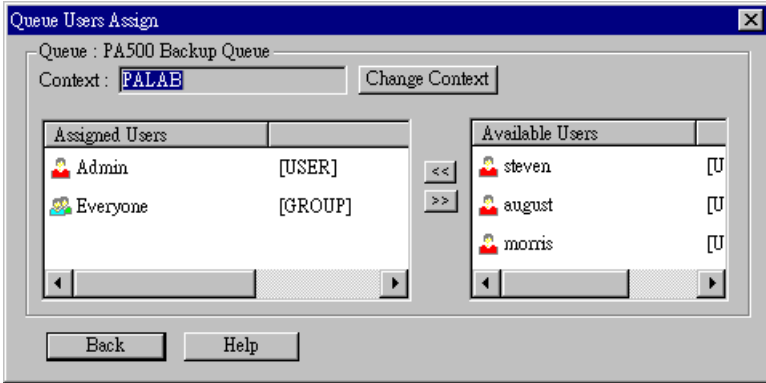 Queue Users Assign
Queue : PA500 Backup Queue
Context : PALAB Change Context
Assigned Users
Admin [USER]
Everyone [GROUP]
<<
>>
Available Users
steven [U
august [U
morris [U
Back Help